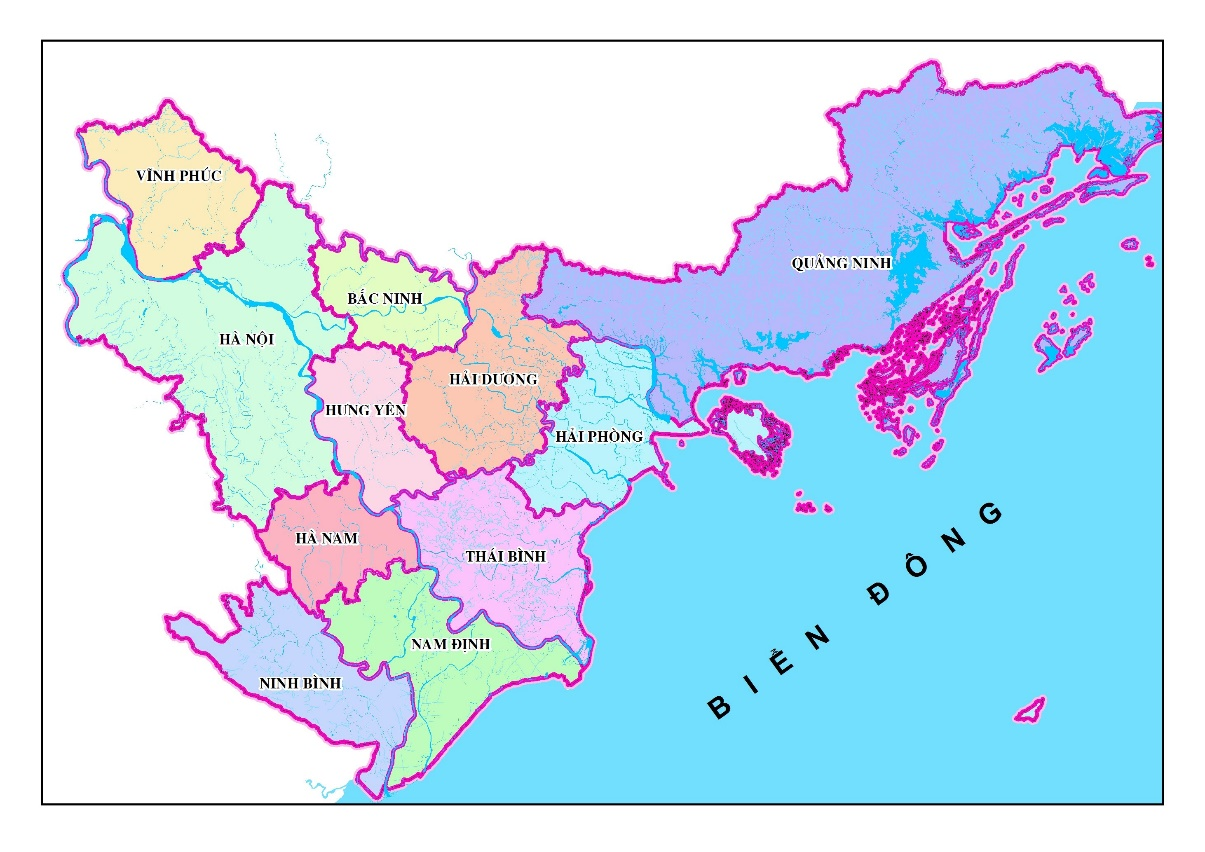 VĨNH PHÚC
QUẢNG NINH
BẮC NINH
HÀ NỘI
HẢI DƯƠNG
HƯNG YÊN
HẢI PHÒNG
HÀ NAM
THÁI BÌNH
NAM ĐỊNH
NINH BÌNH
BIỂN ĐÔNG